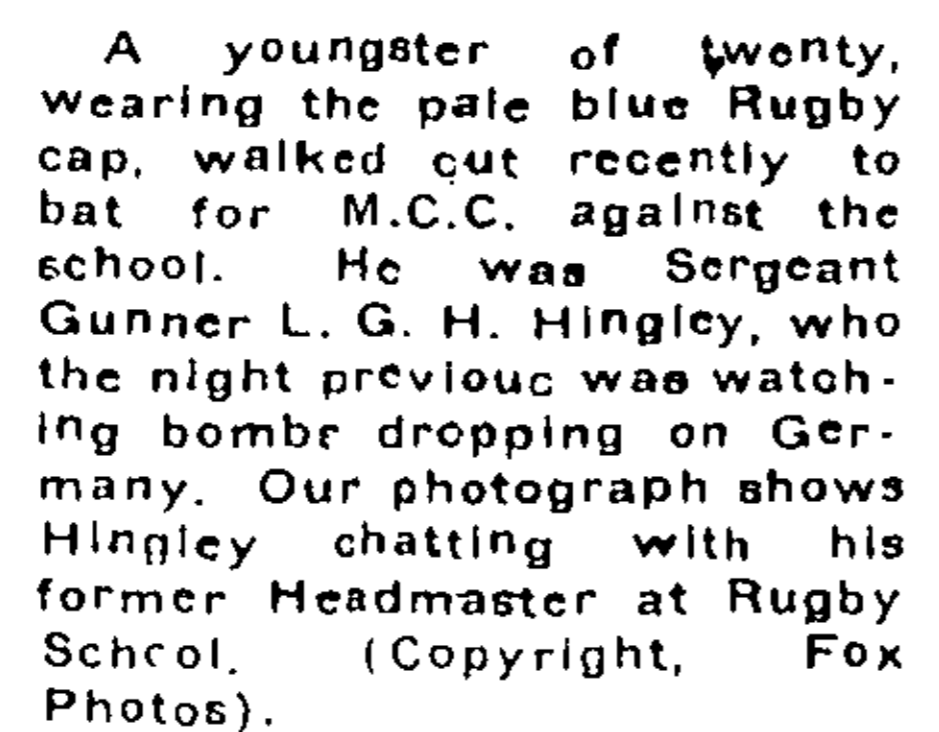 A youngster of twenty,
wearing the pale blue Rugby
cap, walked out recently to
bat for M.C.C. against the
school. He was Sergeant
Gunner L. G. H. Hingley, who
the night previous was watch-
ing bombs dropping on Ger-
many. Our photograph shows
Hingley chatting with his
former Headmaster at Rugby
School. (Copyright, Fox
Photos).